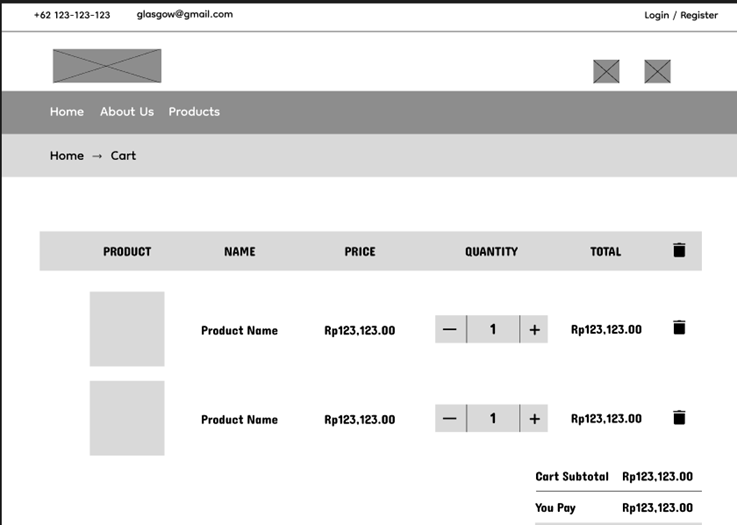 +62 123-123-123 glasgow@gmail.com Login / Register
Home About Us Products
Home → Cart
PRODUCT NAME PRICE QUANTITY TOTAL
Product Name Rp123,123.00 — 1 + Rp123,123.00
Product Name Rp123,123.00 — 1 + Rp123,123.00
Cart Subtotal Rp123,123.00
You Pay Rp123,123.00